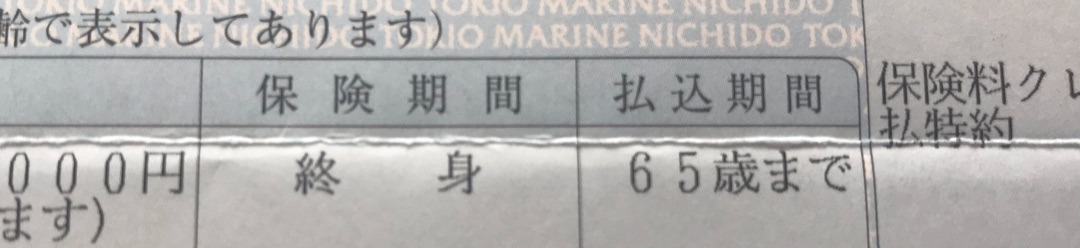 OKIO MARINE NICHIDO TOKIO MARINE NICHIDO
齢で表示してあります)
TOKIO MARINE NICHIDO TOK
保険期間
払込期間
保険料クレ
払特約
000円
終身
65歳まで
ます)